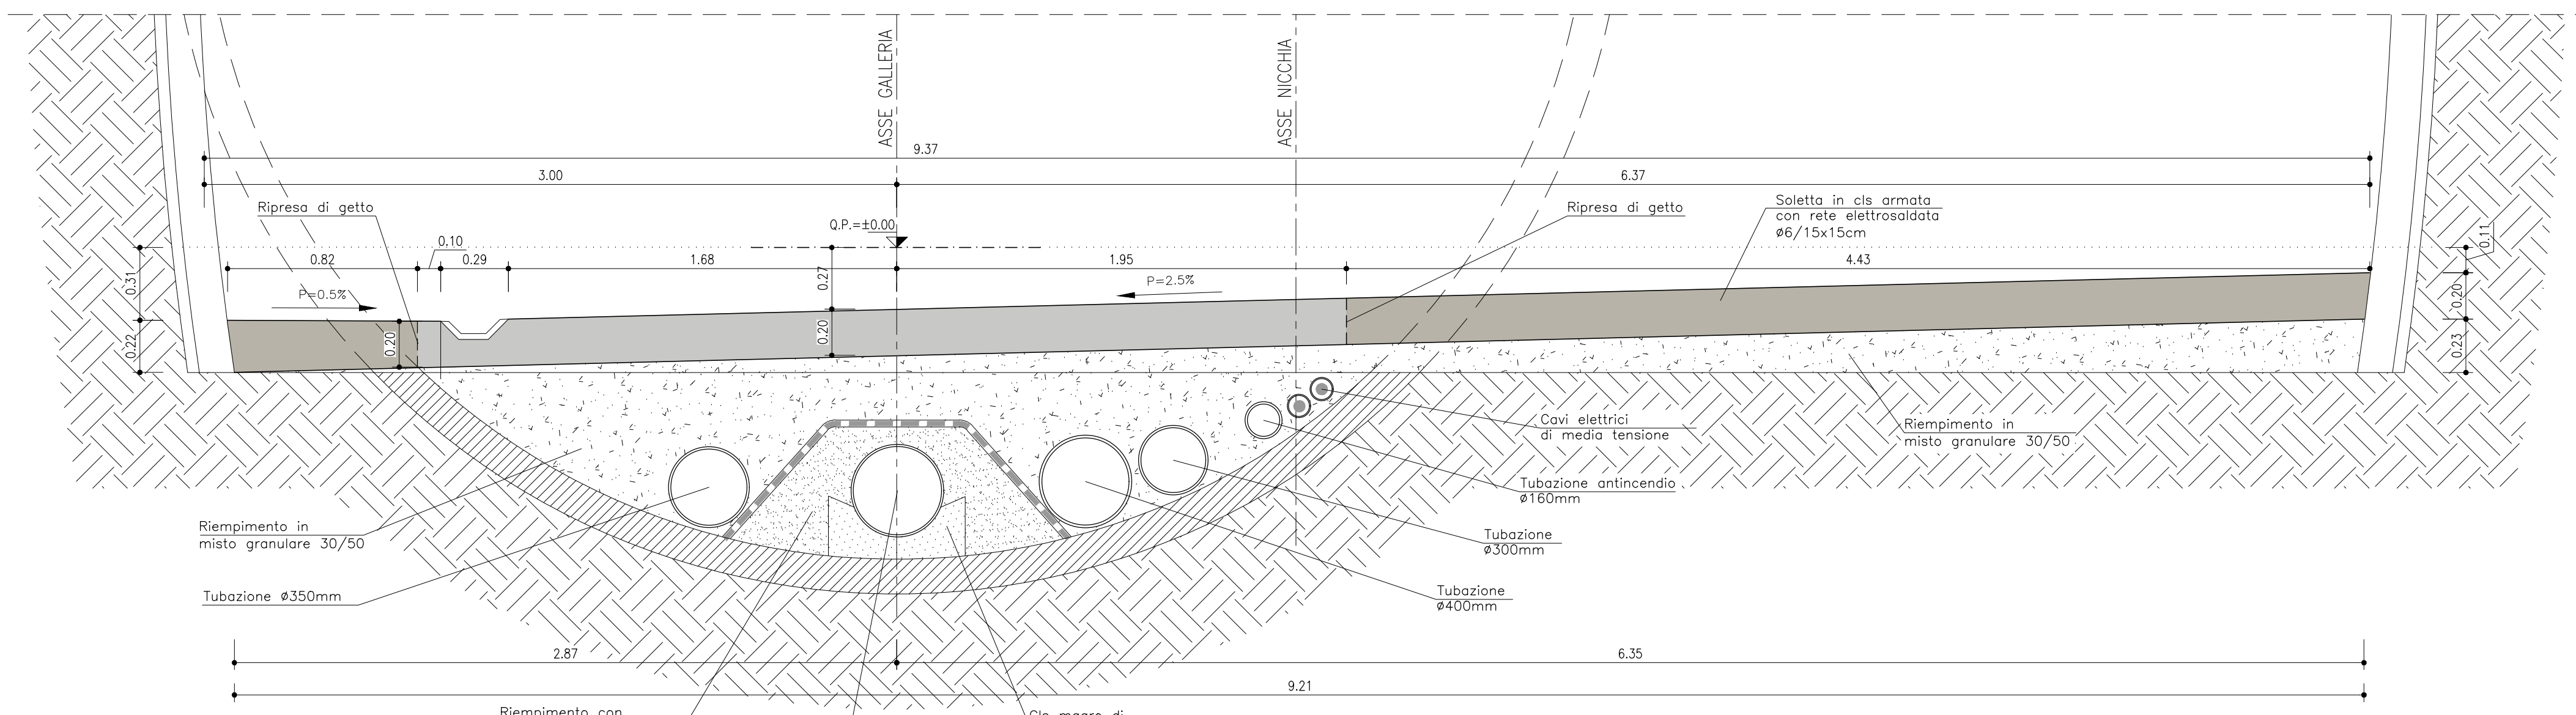 ASSE GALLERIA
ASSE NICCHIA
9.37
3.00
6.37
Ripresa di getto
Q.P.=±0.00
Ripresa di getto
Soletta in cls armata
con rete elettrosaldata
ø6/15x15cm
0.11
0.10
0.82
0.29
1.68
0.27
1.95
4.43
0.31
P=0.5%
P=2.5%
0.20
0.22
0.20
0.20
0.23
Cavi elettrici
di media tensione
Riempimento in
misto granulare 30/50
Tubazione antincendio
ø160mm
Riempimento in
misto granulare 30/50
Tubazione
ø300mm
Tubazione ø350mm
Tubazione
ø400mm
2.87
6.35
9.21
Riempimento con
Cls magro di